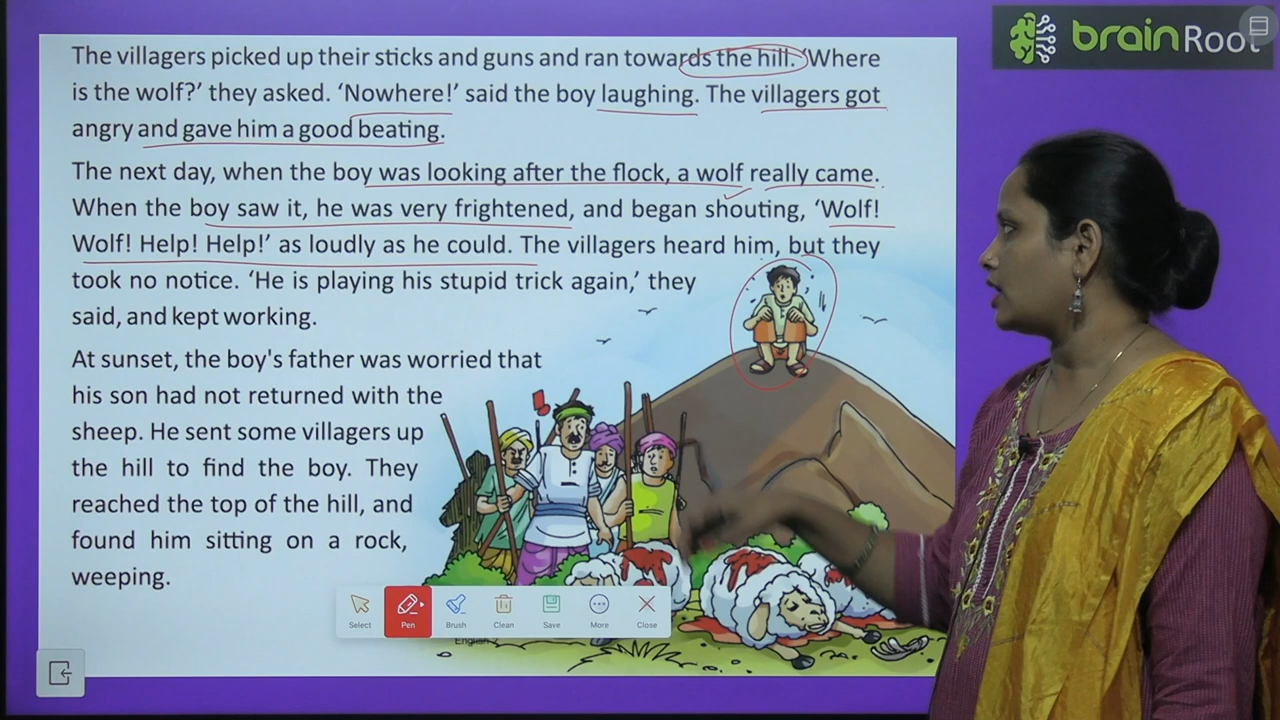 brainRoot
The villagers picked up their sticks and guns and ran towards the hill. ‘Where
is the wolf?’ they asked. ‘Nowhere!’ said the boy laughing. The villagers got
angry and gave him a good beating.
The next day, when the boy was looking after the flock, a wolf really came.
When the boy saw it, he was very frightened, and began shouting, ‘Wolf!
Wolf! Help! Help!’ as loudly as he could. The villagers heard him, but they
took no notice. ‘He is playing his stupid trick again,’ they
said, and kept working.
At sunset, the boy's father was worried that
his son had not returned with the
sheep. He sent some villagers up
the hill to find the boy. They
reached the top of the hill, and
found him sitting on a rock,
weeping.
Select Pen Brush Clean Save More Close